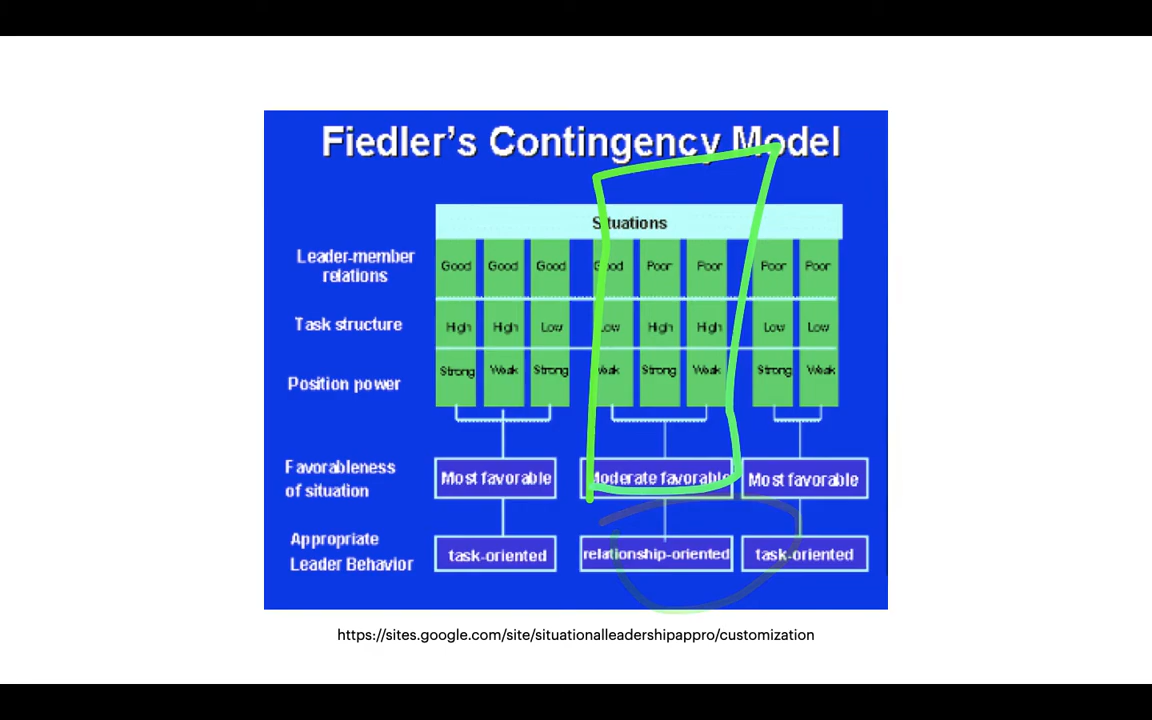 Fiedler's Contingency Model
Situations
Leader-member
relations
Good Good Good Good Poor Poor Poor Poor
Task structure
High High Low Low High High Low Low
Position power
Strong Weak Strong Weak Strong Weak Strong Weak
Favorableness
of situation
Most favorable Moderate favorable Most favorable
Appropriate
Leader Behavior
task-oriented relationship-oriented task-oriented
https://sites.google.com/site/situationalleadershipappro/customization